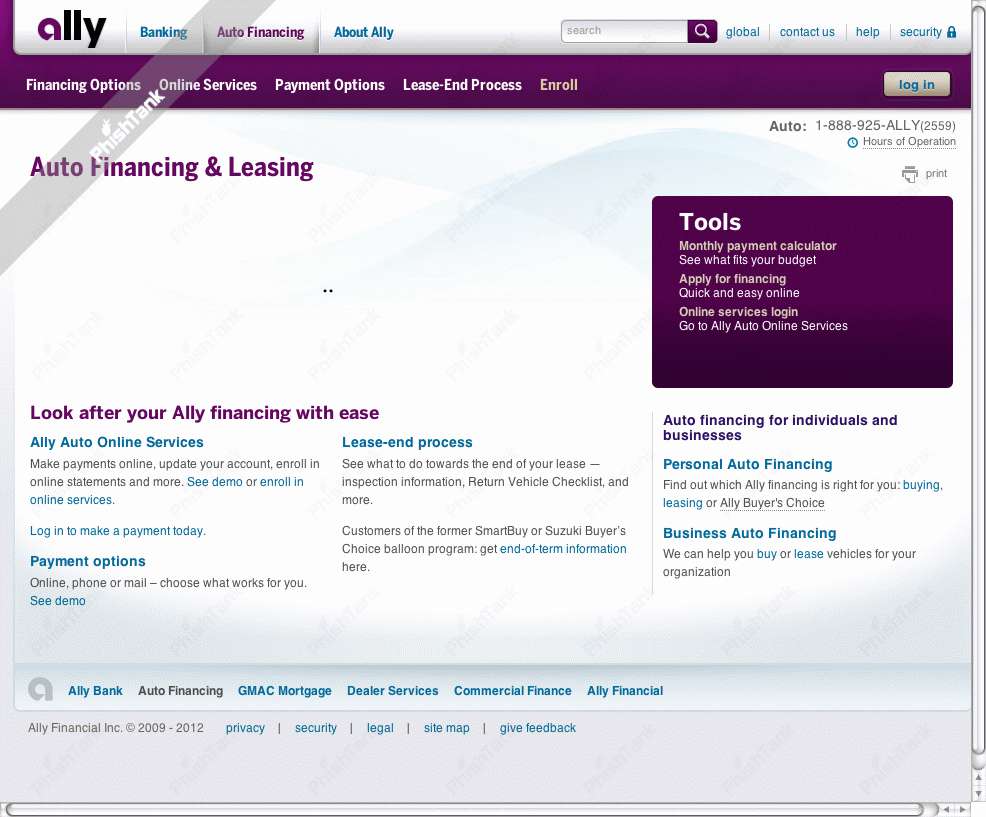 ally
Banking
Auto Financing
About Ally
search
global
contact us
help
security
Financing Options
Online Services
Payment Options
Lease-End Process
Enroll
log in
PhishTank
Auto: 1-888-925-ALLY(2559)
Hours of Operation
Auto Financing & Leasing
print
Tools
Monthly payment calculator
See what fits your budget
Apply for financing
Quick and easy online
Online services login
Go to Ally Auto Online Services
Look after your Ally financing with ease
Ally Auto Online Services
Make payments online, update your account, enroll in
online statements and more. See demo or enroll in
online services.
Log in to make a payment today.
Payment options
Online, phone or mail – choose what works for you.
See demo
Lease-end process
See what to do towards the end of your lease —
inspection information, Return Vehicle Checklist, and
more.
Customers of the former SmartBuy or Suzuki Buyer's
Choice balloon program: get end-of-term information
here.
Auto financing for individuals and
businesses
Personal Auto Financing
Find out which Ally financing is right for you: buying,
leasing or Ally Buyer's Choice
Business Auto Financing
We can help you buy or lease vehicles for your
organization
Ally Bank
Auto Financing
GMAC Mortgage
Dealer Services
Commercial Finance
Ally Financial
Ally Financial Inc. © 2009 - 2012
privacy | security | legal | site map | give feedback